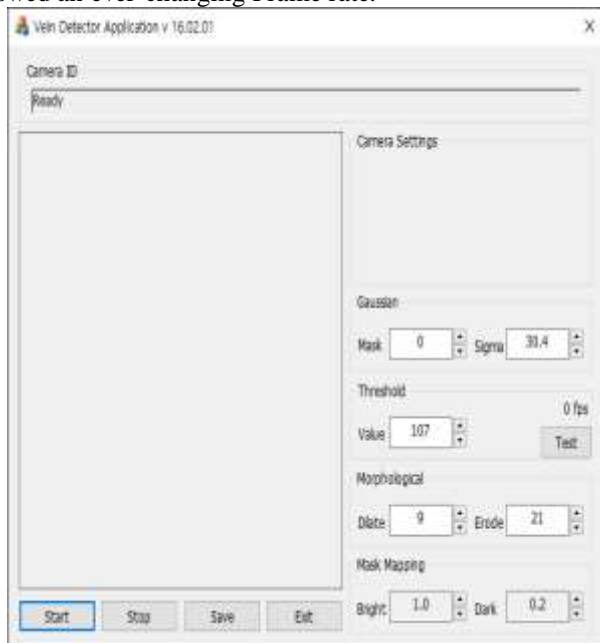 an ever-changing Frame rate.
Vein Detector Application v 16.02.01
X
Camera ID
Ready
Camera Settings
Gaussian
Mask 0 Sigma 30.4
Threshold
0 fps
Value 107
Test
Morphological
Dilate 9 Erode 21
Mask Mapping
Bright 1.0 Dark 0.2
Start Stop Save Exit